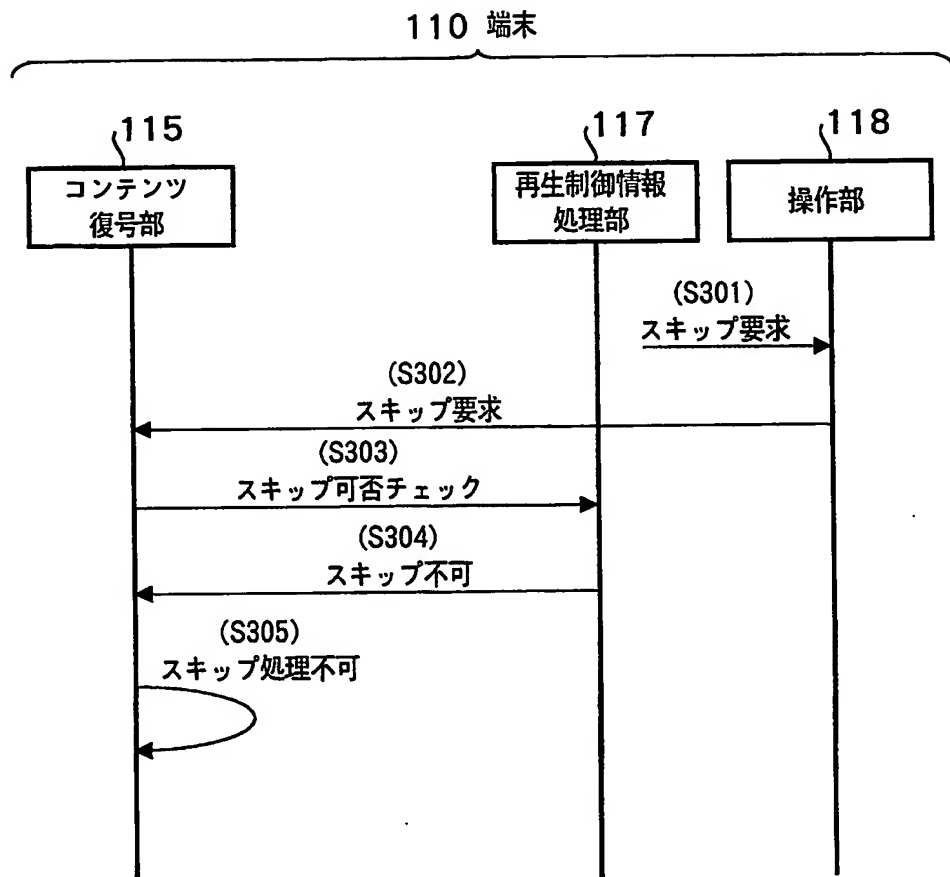 110 端末
115
117
118
コンテンツ
復号部
再生制御情報
処理部
操作部
(S301)
スキップ要求
(S302)
スキップ要求
(S303)
スキップ可否チェック
(S304)
スキップ不可
(S305)
スキップ処理不可